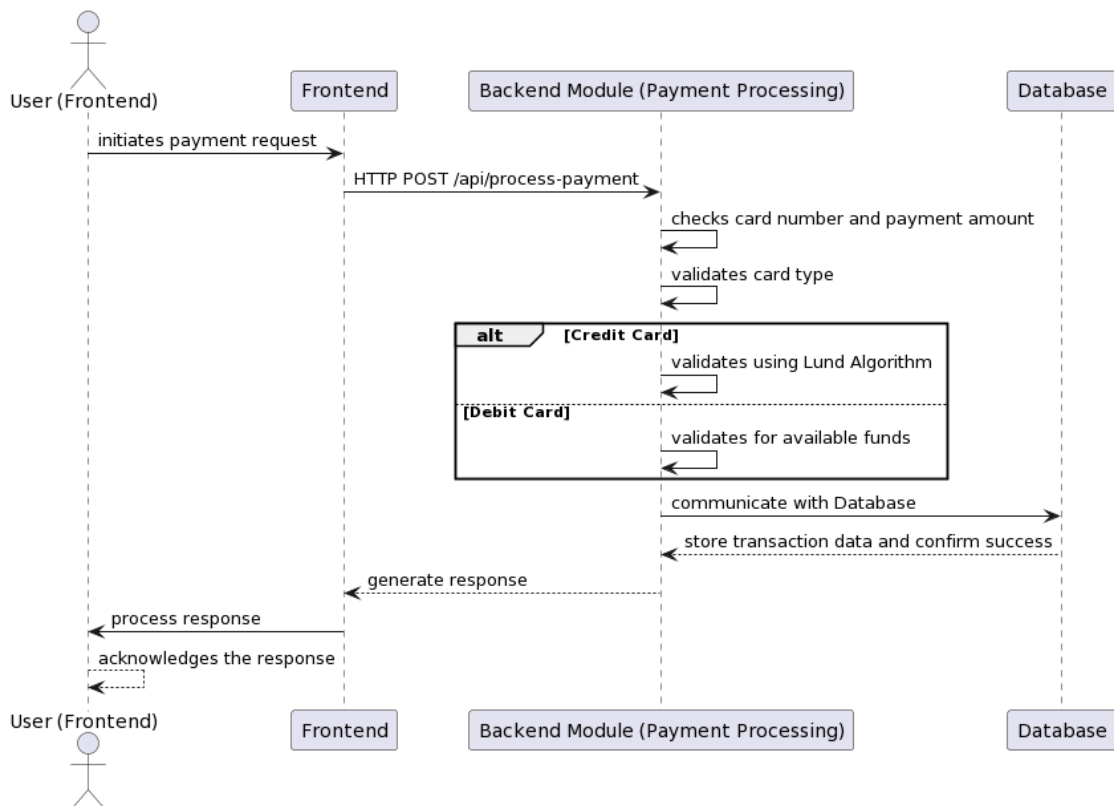 User (Frontend)
Frontend
Backend Module (Payment Processing)
Database
initiates payment request
HTTP POST /api/process-payment
checks card number and payment amount
validates card type
alt [Credit Card]
validates using Lund Algorithm
[Debit Card]
validates for available funds
communicate with Database
store transaction data and confirm success
generate response
process response
acknowledges the response
User (Frontend)
Frontend
Backend Module (Payment Processing)
Database